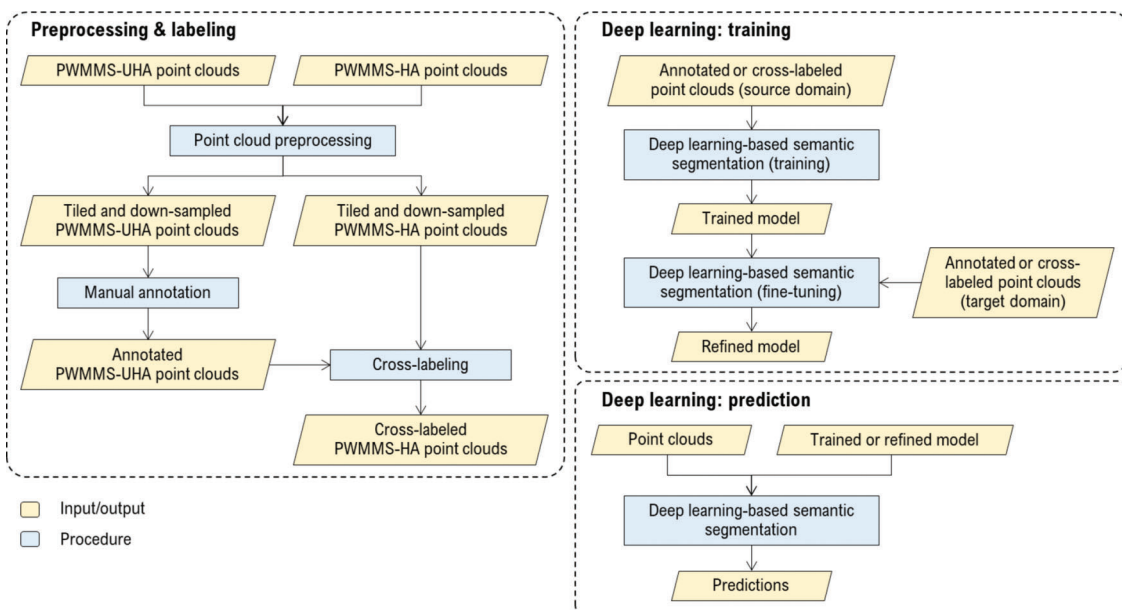 Preprocessing & labeling
PWMMS-UHA point clouds
PWMMS-HA point clouds
Point cloud preprocessing
Tiled and down-sampled
PWMMS-UHA point clouds
Tiled and down-sampled
PWMMS-HA point clouds
Manual annotation
Annotated
PWMMS-UHA point clouds
Cross-labeling
Cross-labeled
PWMMS-HA point clouds
Input/output
Procedure
Deep learning: training
Annotated or cross-labeled
point clouds (source domain)
Deep learning-based semantic
segmentation (training)
Trained model
Deep learning-based semantic
segmentation (fine-tuning)
Annotated or cross-
labeled point clouds
(target domain)
Refined model
Deep learning: prediction
Point clouds
Trained or refined model
Deep learning-based semantic
segmentation
Predictions